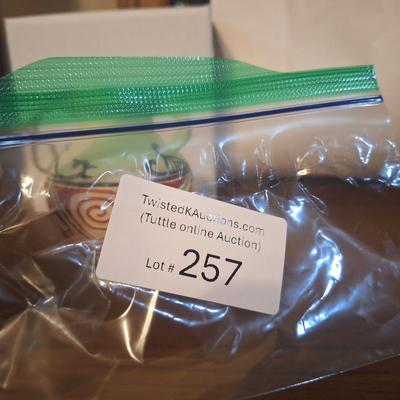 TwistedKAuctions.com
(Tuttle online Auction)
Lot # 257